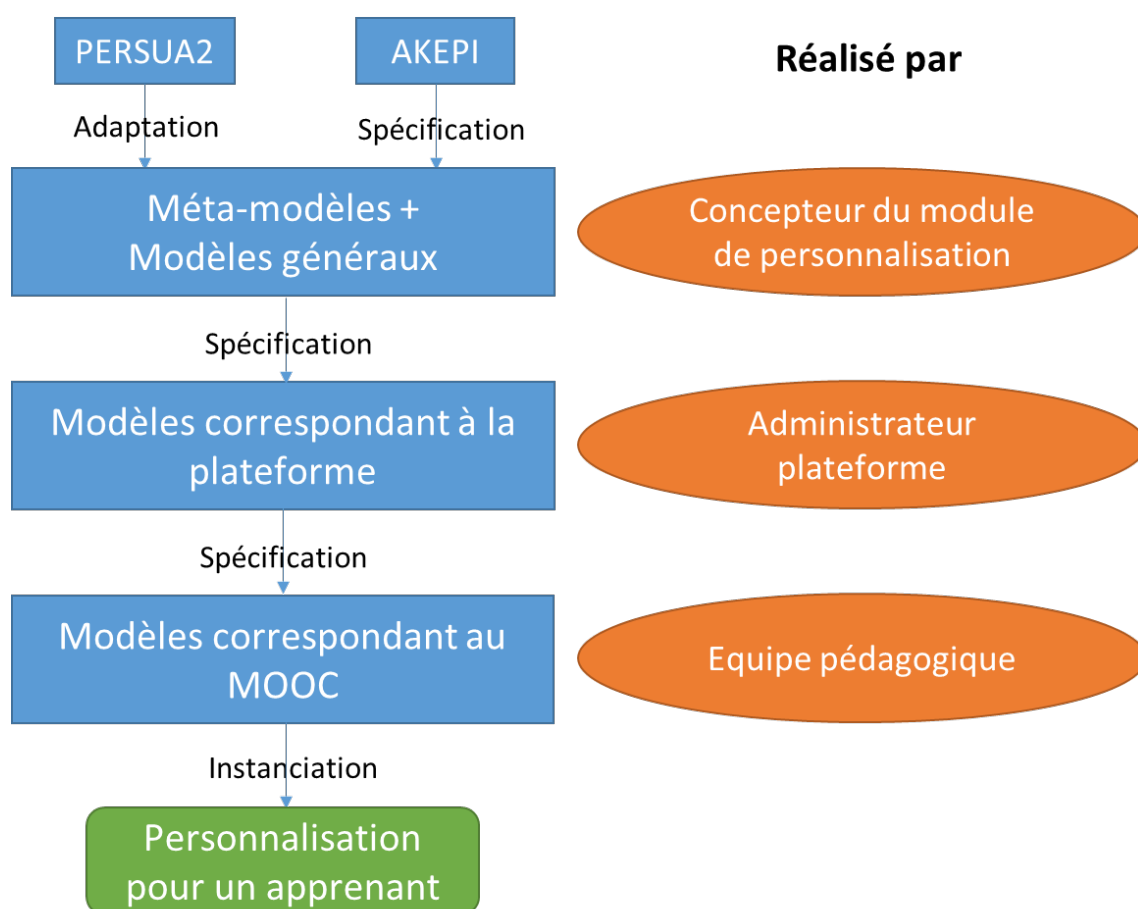 PERSUA2
AKEPI
Réalisé par
Adaptation
Spécification
Méta-modèles +
Modèles généraux
Concepteur du module
de personnalisation
Spécification
Modèles correspondant à la
plateforme
Administrateur
plateforme
Spécification
Modèles correspondant au
MOOC
Equipe pédagogique
Instanciation
Personnalisation
pour un apprenant